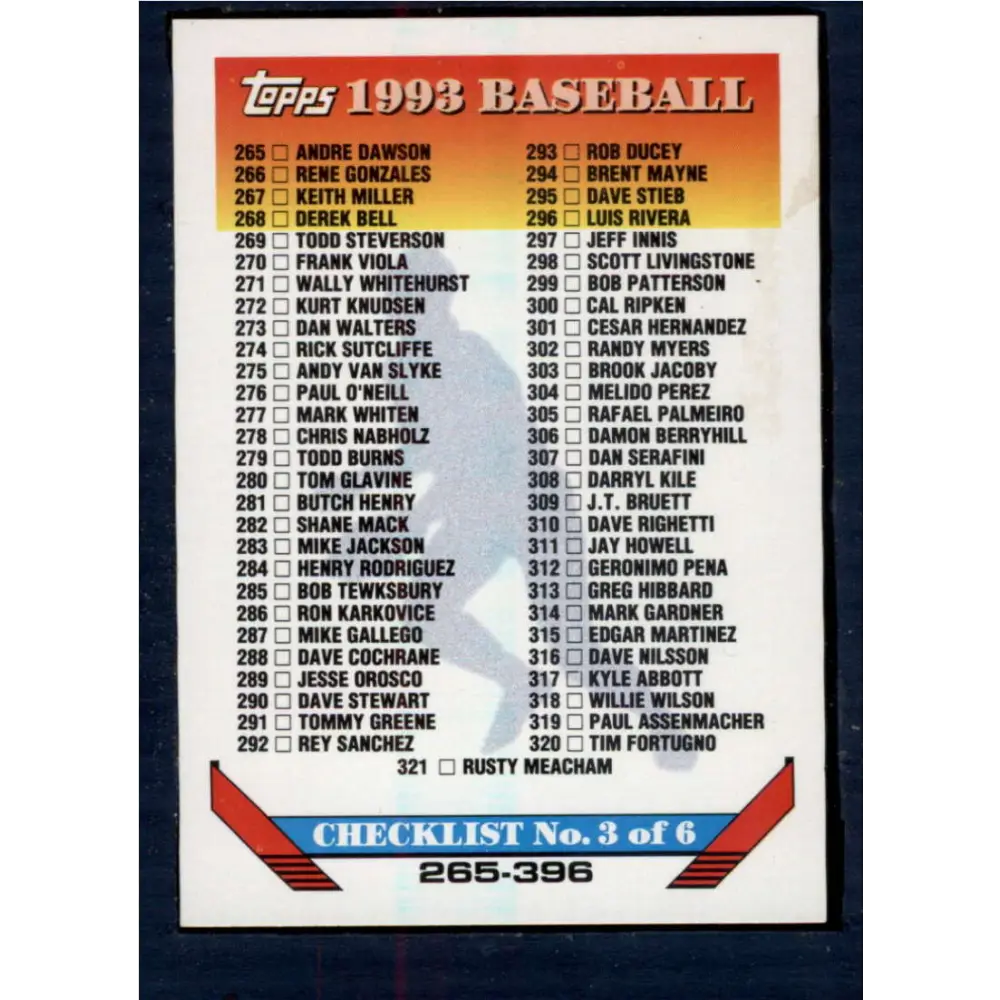 TOPPS 1993 BASEBALL
265 □ ANDRE DAWSON
266 □ RENE GONZALES
267 □ KEITH MILLER
268 □ DEREK BELL
269 □ TODD STEVERSON
270 □ FRANK VIOLA
271 □ WALLY WHITEHURST
272 □ KURT KNUDSEN
273 □ DAN WALTERS
274 □ RICK SUTCLIFFE
275 □ ANDY VAN SLYKE
276 □ PAUL O'NEILL
277 □ MARK WHITEN
278 □ CHRIS NABHOLZ
279 □ TODD BURNS
280 □ TOM GLAVINE
281 □ BUTCH HENRY
282 □ SHANE MACK
283 □ MIKE JACKSON
284 □ HENRY RODRIGUEZ
285 □ BOB TEWKSBURY
286 □ RON KARKOVICE
287 □ MIKE GALLEGO
288 □ DAVE COCHRANE
289 □ JESSE OROSCO
290 □ DAVE STEWART
291 □ TOMMY GREENE
292 □ REY SANCHEZ
293 □ ROB DUCEY
294 □ BRENT MAYNE
295 □ DAVE STIEB
296 □ LUIS RIVERA
297 □ JEFF INNIS
298 □ SCOTT LIVINGSTONE
299 □ BOB PATTERSON
300 □ CAL RIPKEN
301 □ CESAR HERNANDEZ
302 □ RANDY MYERS
303 □ BROOK JACOBY
304 □ MELIDO PEREZ
305 □ RAFAEL PALMEIRO
306 □ DAMON BERRYHILL
307 □ DAN SERAFINI
308 □ DARRYL KILE
309 □ J.T. BRUETT
310 □ DAVE RIGHETTI
311 □ JAY HOWELL
312 □ GERONIMO PENA
313 □ GREG HIBBARD
314 □ MARK GARDNER
315 □ EDGAR MARTINEZ
316 □ DAVE NILSSON
317 □ KYLE ABBOTT
318 □ WILLIE WILSON
319 □ PAUL ASSENMACHER
320 □ TIM FORTUGNO
321 □ RUSTY MEACHAM
CHECKLIST No. 3 of 6
265-396